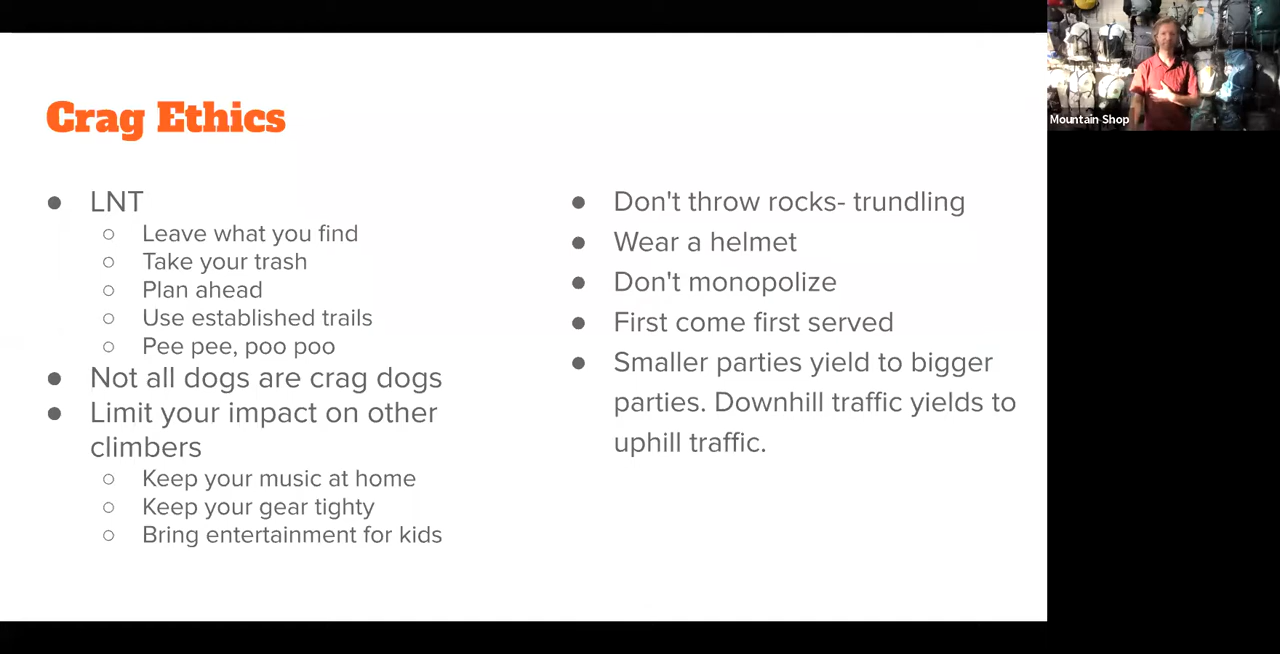 Crag Ethics
● LNT
○ Leave what you find
○ Take your trash
○ Plan ahead
○ Use established trails
○ Pee pee, poo poo
● Not all dogs are crag dogs
● Limit your impact on other
climbers
○ Keep your music at home
○ Keep your gear tighty
○ Bring entertainment for kids
● Don't throw rocks- trundling
● Wear a helmet
● Don't monopolize
● First come first served
● Smaller parties yield to bigger
parties. Downhill traffic yields to
uphill traffic.
Mountain Shop